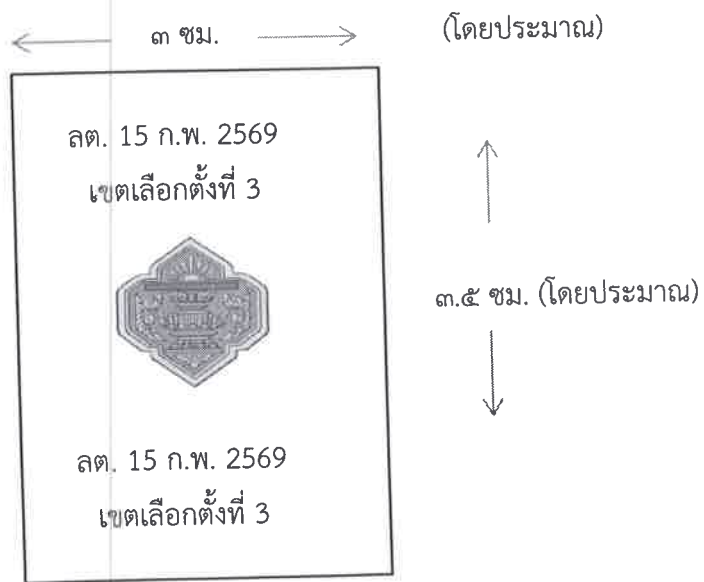 ๓ ซม. (โดยประมาณ)
ลต. 15 ก.พ. 2569
เขตเลือกตั้งที่ 3
๓.๕ ซม. (โดยประมาณ)
ลต. 15 ก.พ. 2569
เขตเลือกตั้งที่ 3